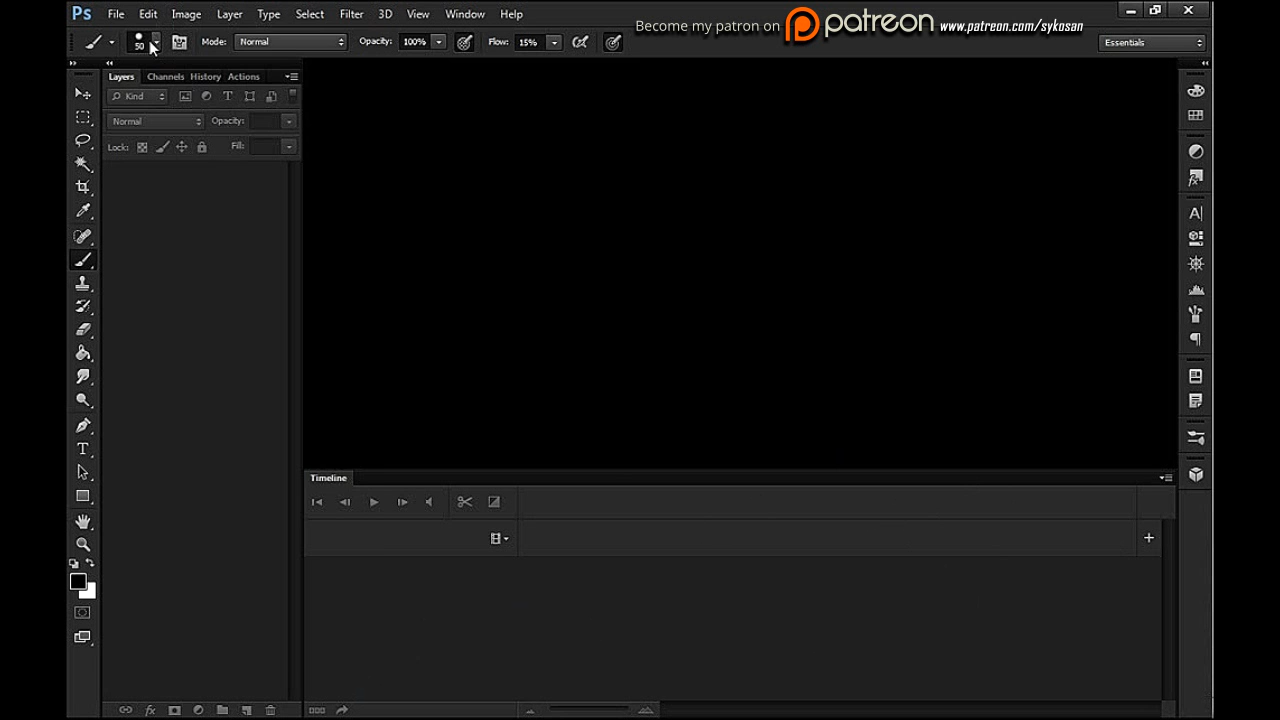 Ps File Edit Image Layer Type Select Filter 3D View Window Help
Become my patron on patreon www.patreon.com/sykosan
50 Mode: Normal Opacity: 100% Flow: 15% Essentials
Layers Channels History Actions
Kind
Normal Opacity:
Lock: Fill:
Timeline